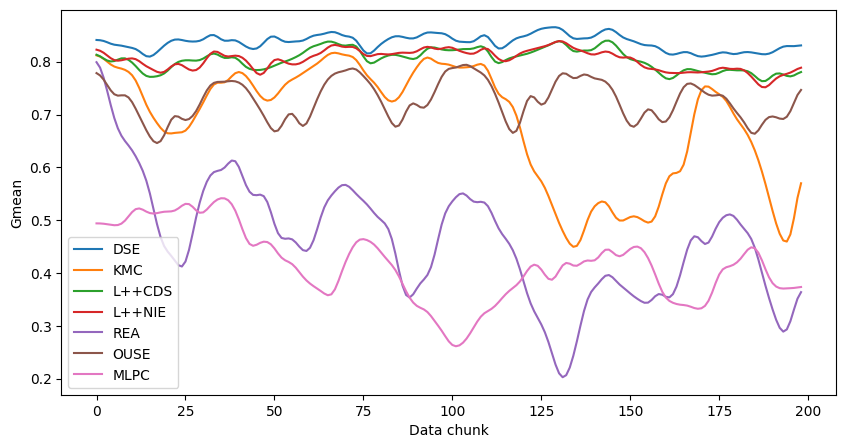 0.8
0.7
0.6
0.5
0.4
0.3
0.2
Gmean
DSE
KMC
L++CDS
L++NIE
REA
OUSE
MLPC
0 25 50 75 100 125 150 175 200
Data chunk